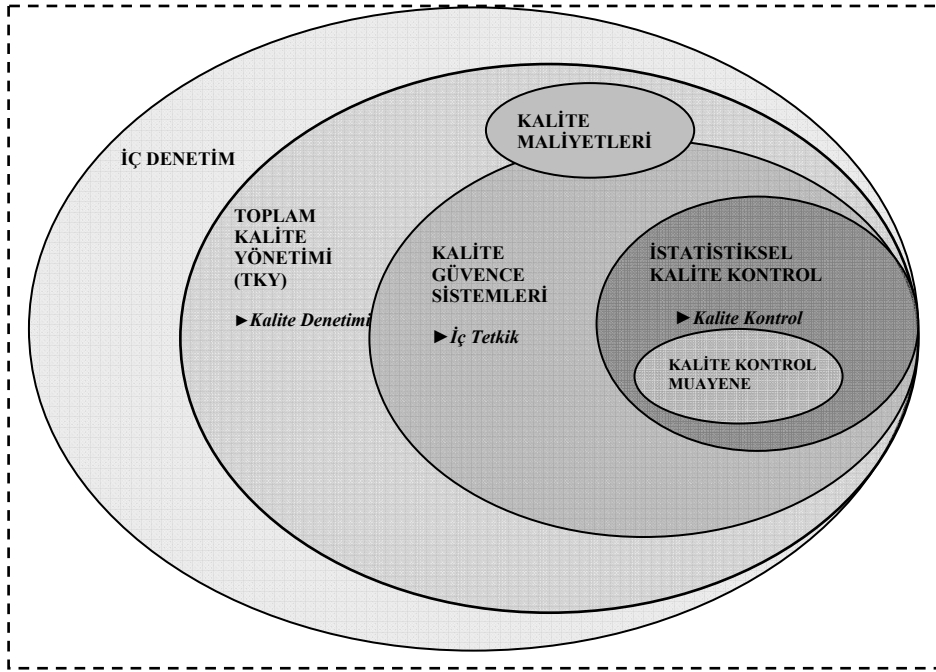 KALİTE
MALİYETLERİ
İÇ DENETİM
TOPLAM
KALİTE
YÖNETİMİ
(TKY)
►Kalite Denetimi
KALİTE
GÜVENCE
SİSTEMLERİ
►İç Tetkik
İSTATİSTİKSEL
KALİTE KONTROL
►Kalite Kontrol
KALİTE KONTROL
MUAYENE